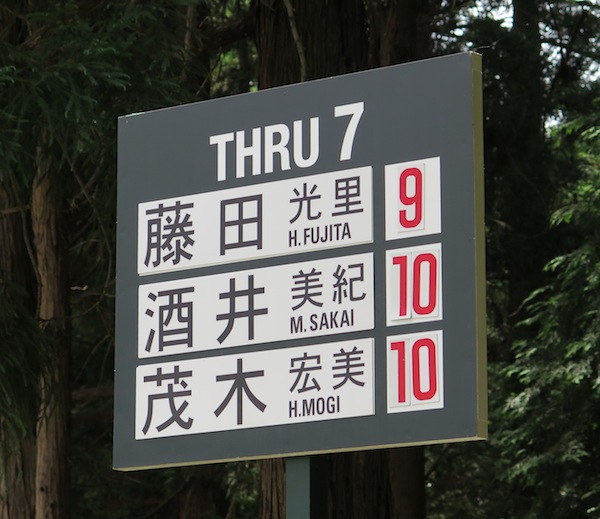 THRU 7
藤田 光里 9
H.FUJITA
酒井 美紀 10
M.SAKAI
茂木 宏美 10
H.MOGI